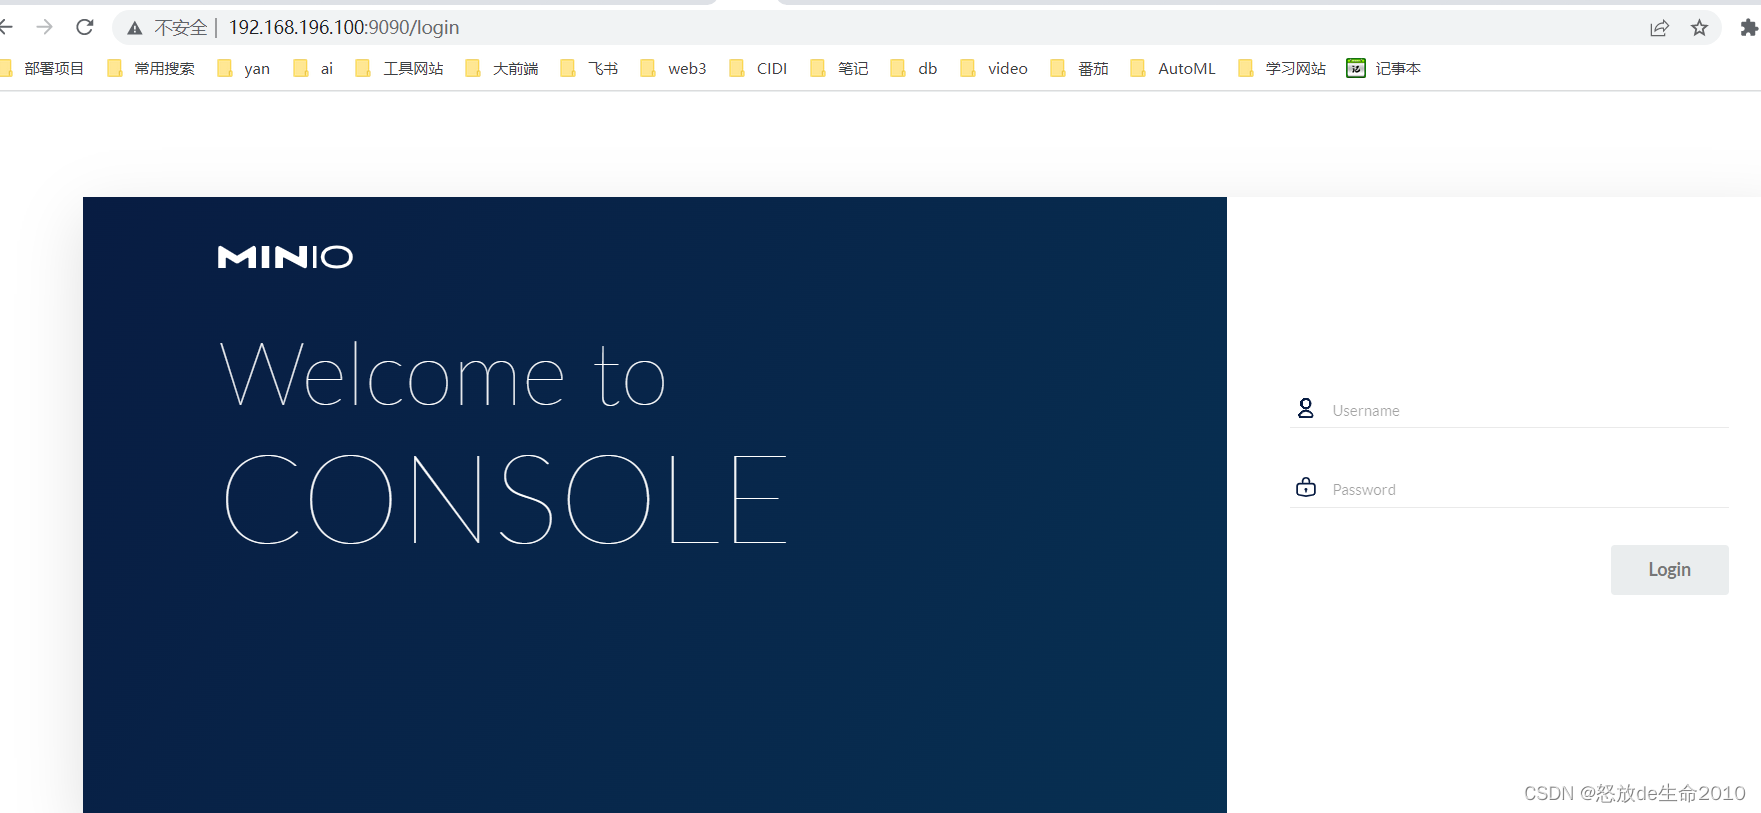 不安全 | 192.168.196.100:9090/login
部署项目 常用搜索 yan ai 工具网站 大前端 飞书 web3 CIDI 笔记 db video 番茄 AutoML 学习网站 记 记事本
MINIO
Welcome to
CONSOLE
Username
Password
Login
CSDN @怒放de生命2010